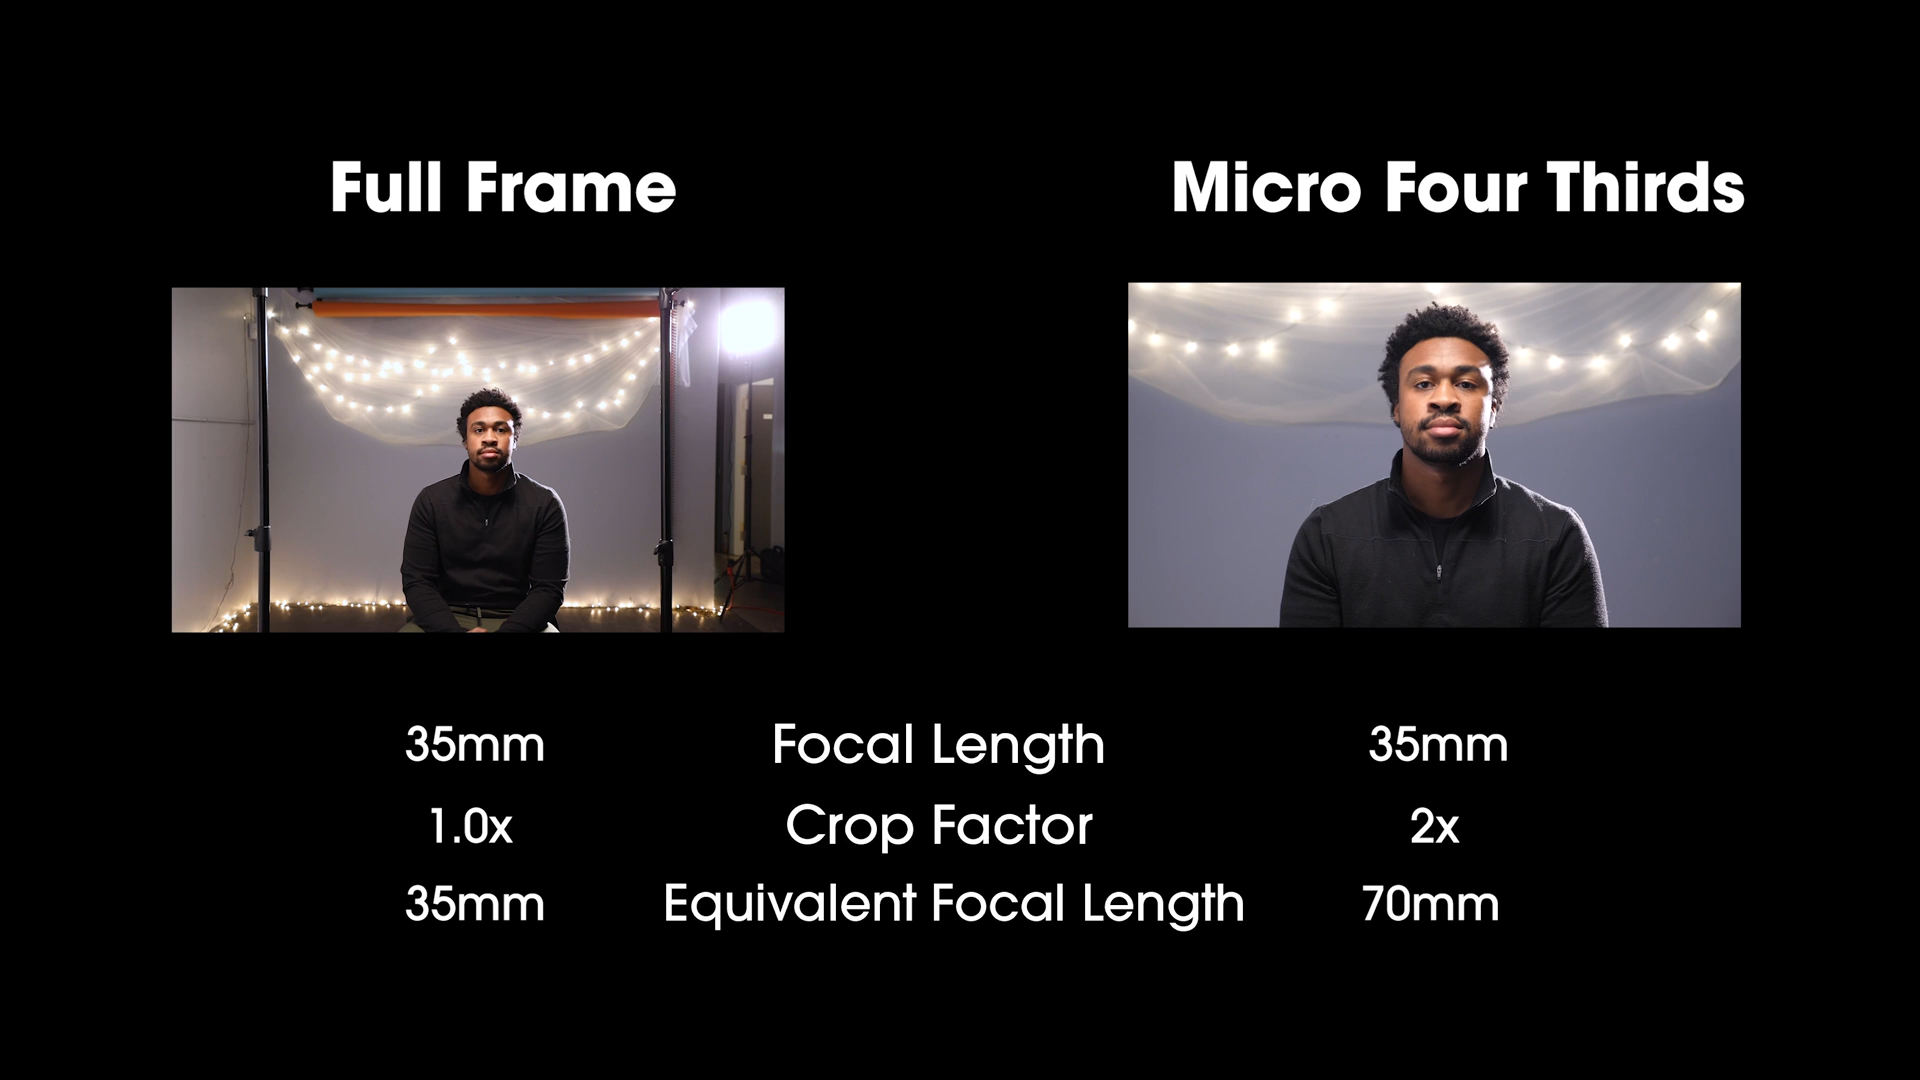 Full Frame
Micro Four Thirds
35mm Focal Length 35mm
1.0x Crop Factor 2x
35mm Equivalent Focal Length 70mm